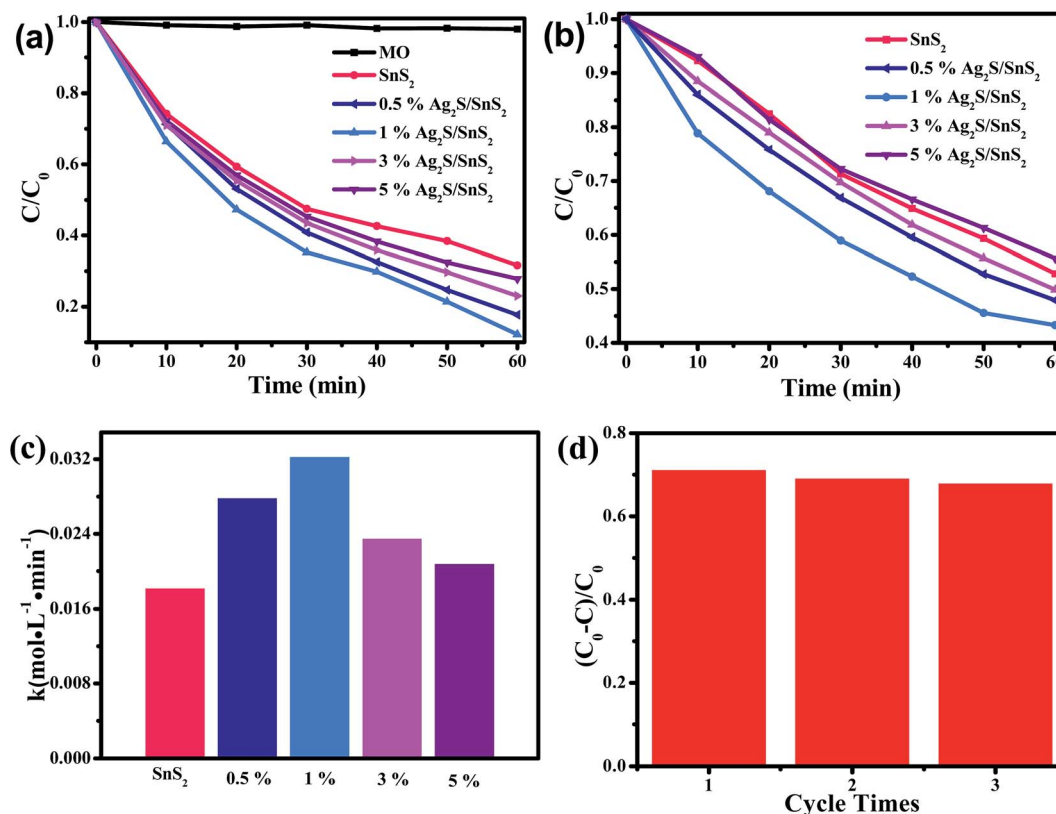 (a)
MO
SnS₂
0.5 % Ag₂S/SnS₂
1 % Ag₂S/SnS₂
3 % Ag₂S/SnS₂
5 % Ag₂S/SnS₂
C/C₀
1.0
0.8
0.6
0.4
0.2
0 10 20 30 40 50 60
Time (min)
(b)
SnS₂
0.5 % Ag₂S/SnS₂
1 % Ag₂S/SnS₂
3 % Ag₂S/SnS₂
5 % Ag₂S/SnS₂
C/C₀
1.0
0.9
0.8
0.7
0.6
0.5
0.4
0 10 20 30 40 50
Time (min)
(c)
k(mol•L⁻¹•min⁻¹)
0.032
0.024
0.016
0.008
0.000
SnS₂ 0.5 % 1 % 3 % 5 %
(d)
(C₀-C)/C₀
0.8
0.6
0.4
0.2
0.0
1 2 3
Cycle Times